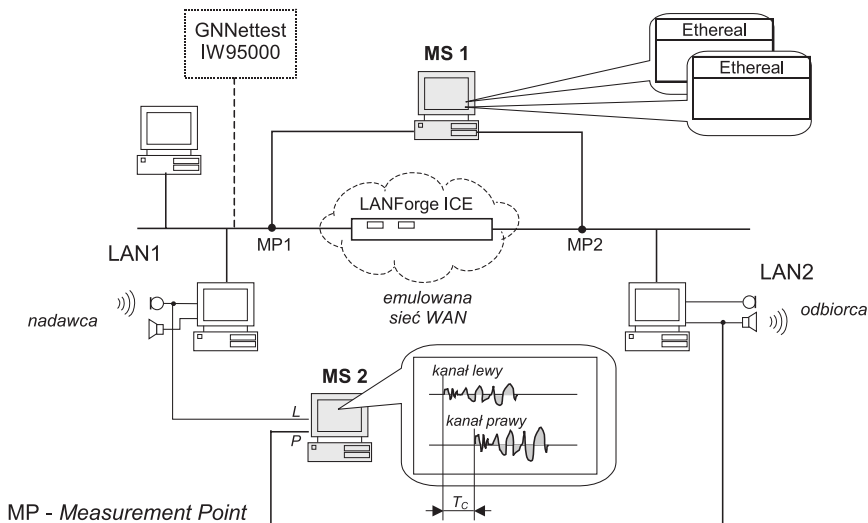 GNNettest
IW95000
MS 1
Ethereal
Ethereal
LANForge ICE
MP1
MP2
LAN1
LAN2
emulowana
sieć WAN
nadawca
odbiorca
MS 2
kanał lewy
kanał prawy
L
P
Tc
MP - Measurement Point